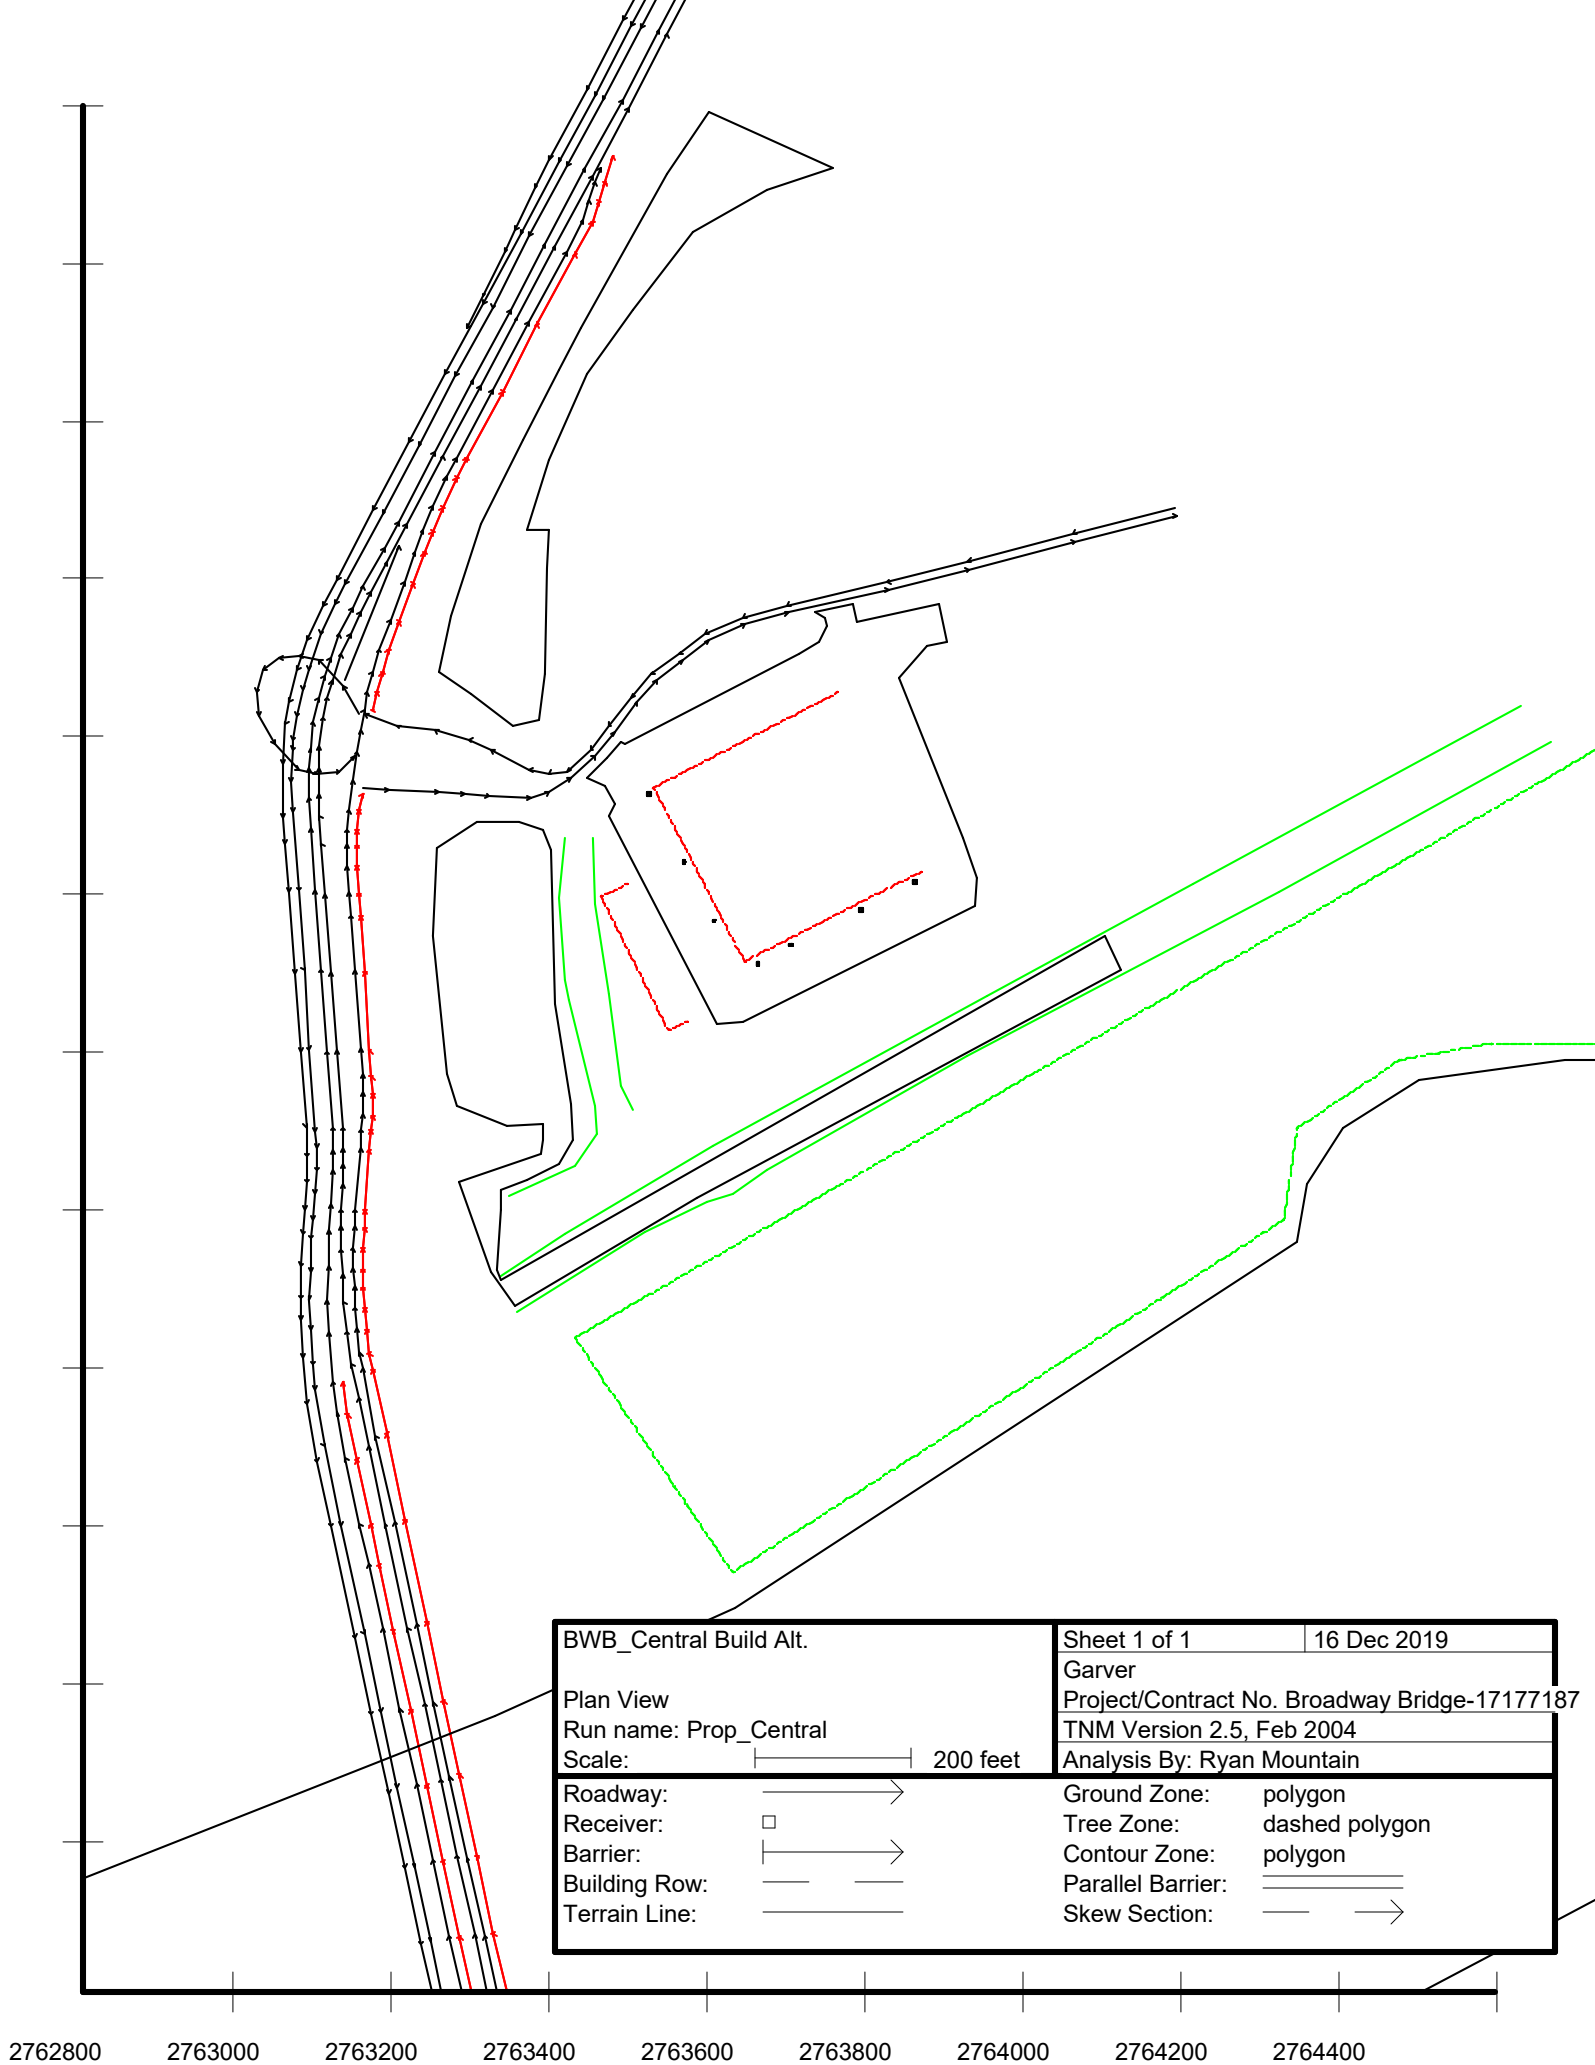 BWB_Central Build Alt.
Sheet 1 of 1
16 Dec 2019
Garver
Plan View
Project/Contract No. Broadway Bridge-17177187
Run name: Prop_Central
TNM Version 2.5, Feb 2004
Scale: 200 feet
Analysis By: Ryan Mountain
Roadway:
Receiver:
Barrier:
Building Row:
Terrain Line:
Ground Zone: polygon
Tree Zone: dashed polygon
Contour Zone: polygon
Parallel Barrier:
Skew Section:
2762800 2763000 2763200 2763400 2763600 2763800 2764000 2764200 2764400